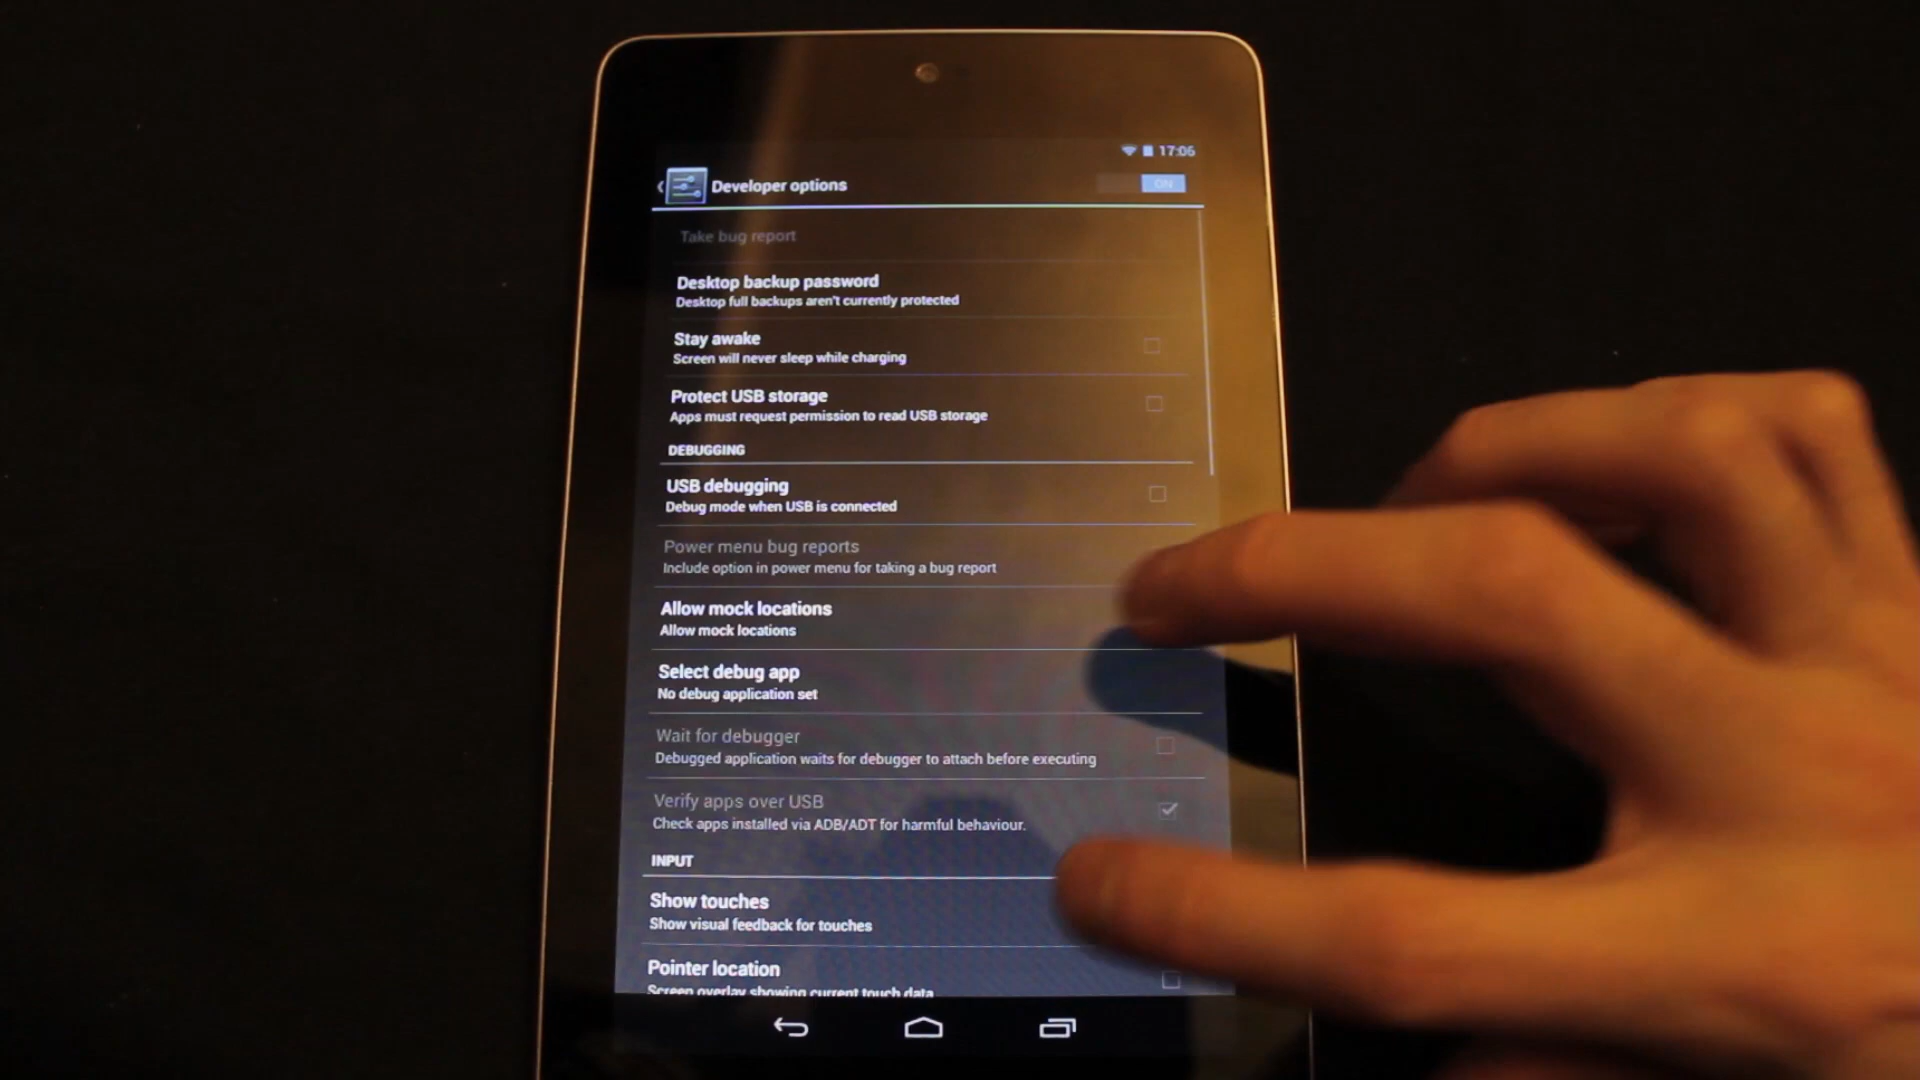 17:06
Developer options
ON
Take bug report
Desktop backup password
Desktop full backups aren't currently protected
Stay awake
Screen will never sleep while charging
Protect USB storage
Apps must request permission to read USB storage
DEBUGGING
USB debugging
Debug mode when USB is connected
Power menu bug reports
Include option in power menu for taking a bug report
Allow mock locations
Allow mock locations
Select debug app
No debug application set
Wait for debugger
Debugged application waits for debugger to attach before executing
Verify apps over USB
Check apps installed via ADB/ADT for harmful behaviour.
INPUT
Show touches
Show visual feedback for touches
Pointer location
Screen overlay showing current touch data